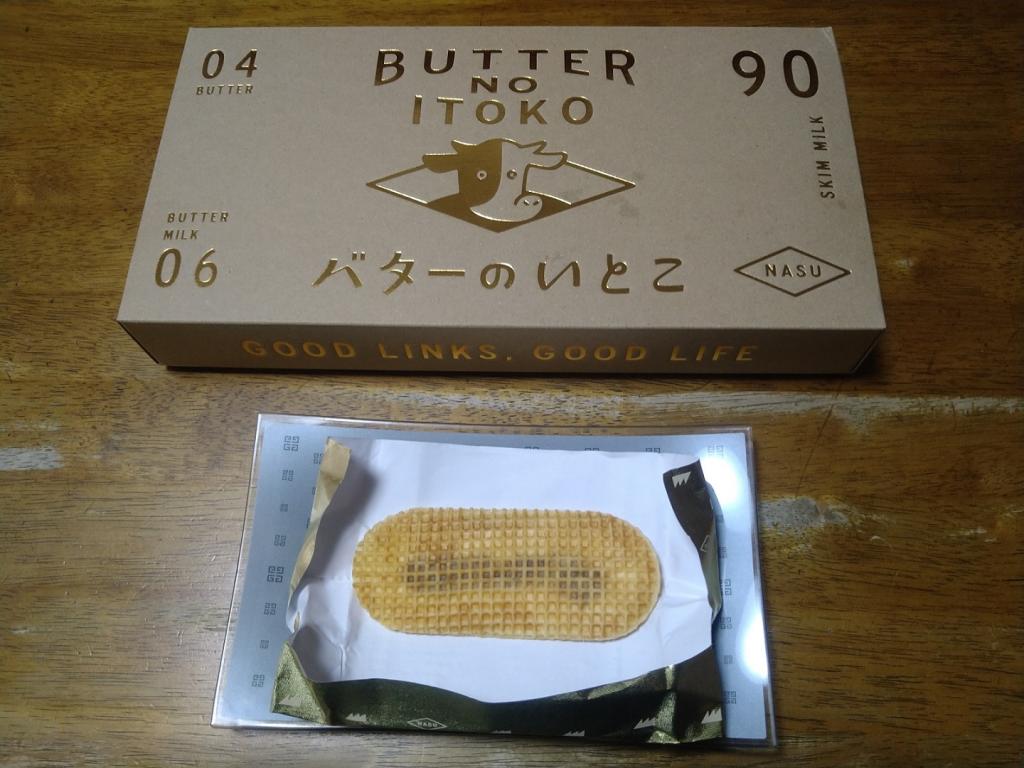 04
BUTTER
BUTTER
NO
ITOKO
90
SKIM MILK
BUTTER
MILK
06
バターのいとこ
NASU
GOOD LINKS, GOOD LIFE
NASU